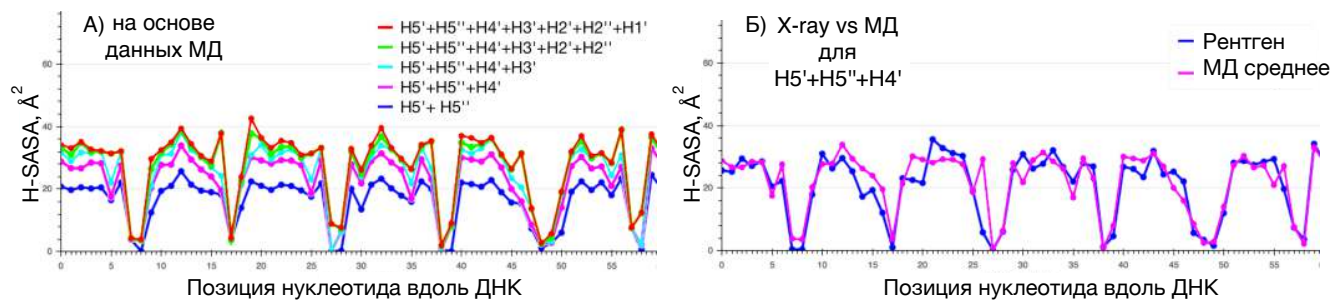 А) на основе
данных МД
H5'+H5''+H4'+H3'+H2'+H2''+H1'
H5'+H5''+H4'+H3'+H2'+H2''
H5'+H5''+H4'+H3'
H5'+H5''+H4'
H5'+ H5''
H-SASA, Å²
60
40
20
0
0 5 10 15 20 25 30 35 40 45 50 55
Позиция нуклеотида вдоль ДНК
Б) X-ray vs МД
для
H5'+H5''+H4'
Рентген
МД среднее
H-SASA, Å²
60
40
20
0
0 5 10 15 20 25 30 35 40 45 50 55
Позиция нуклеотида вдоль ДНК